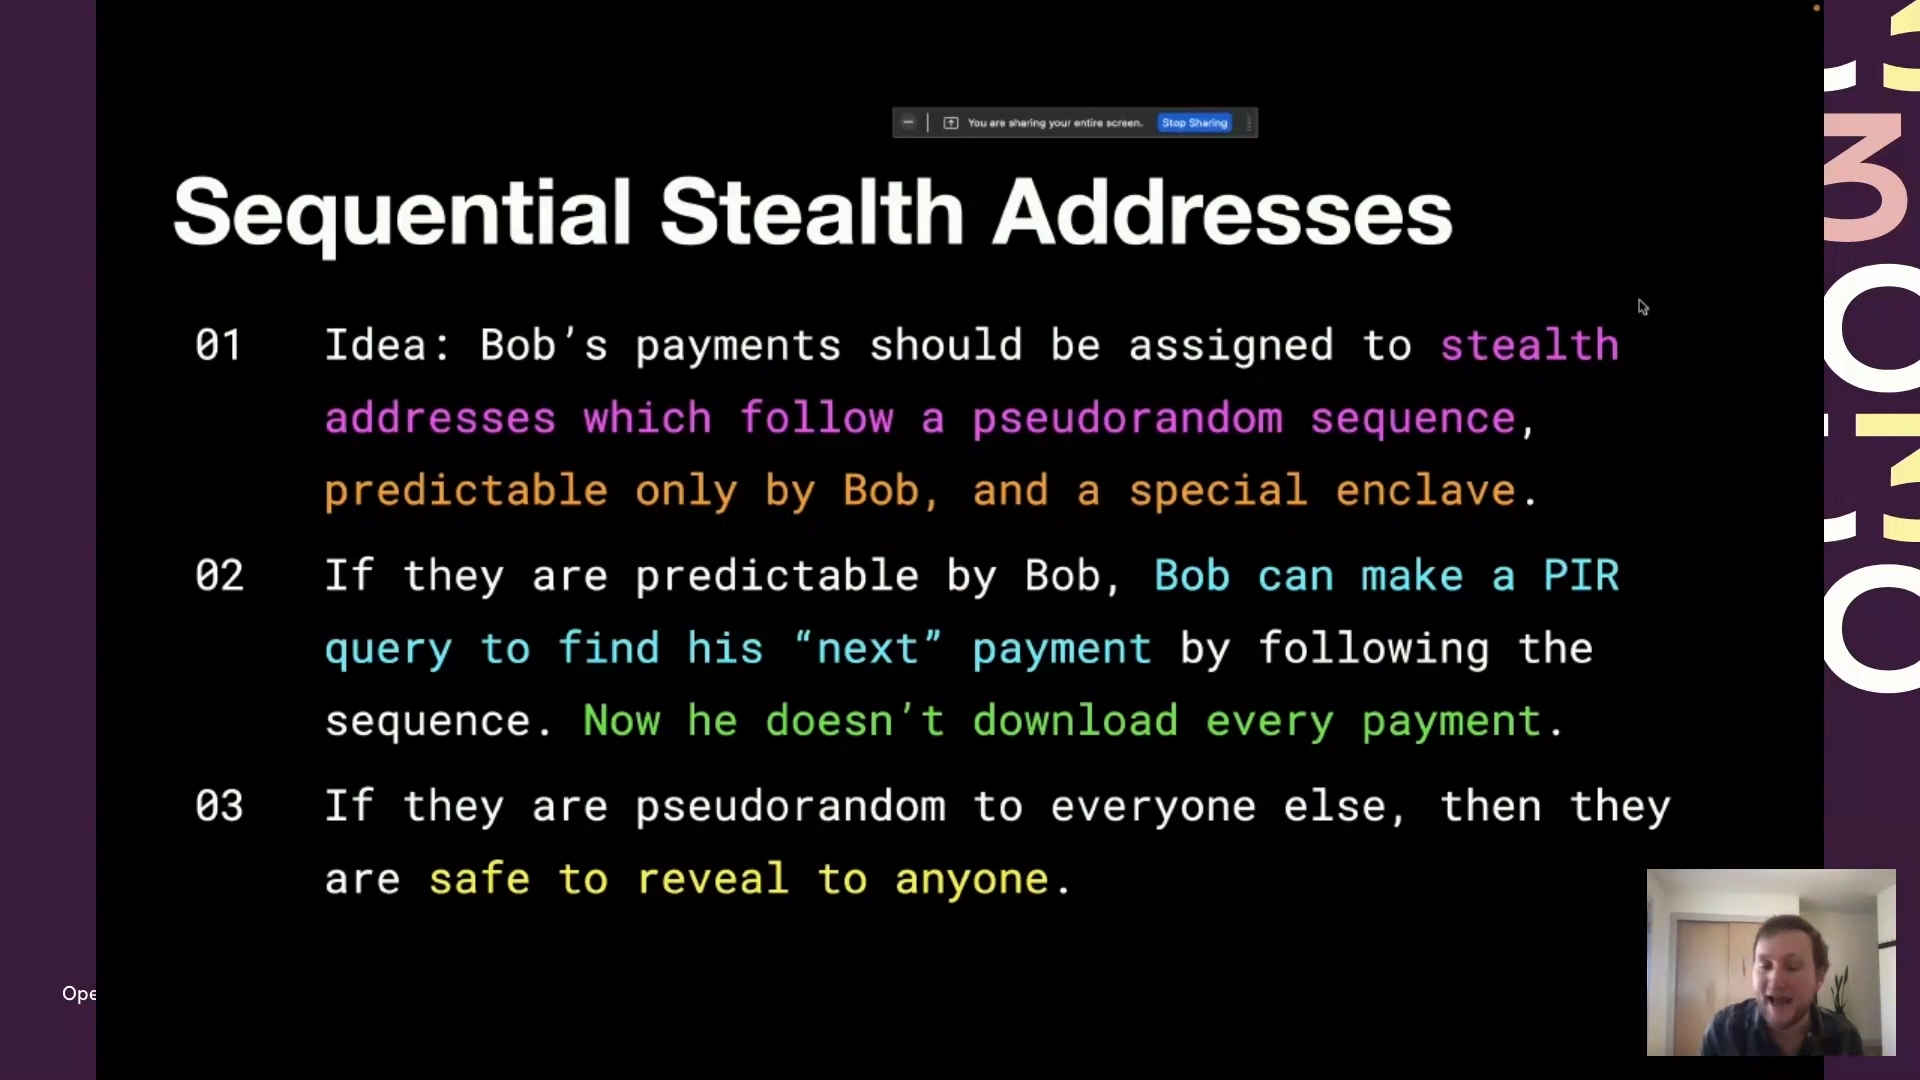 You are sharing your entire screen. Stop Sharing
Sequential Stealth Addresses
01 Idea: Bob’s payments should be assigned to stealth
addresses which follow a pseudorandom sequence,
predictable only by Bob, and a special enclave.
02 If they are predictable by Bob, Bob can make a PIR
query to find his “next” payment by following the
sequence. Now he doesn’t download every payment.
03 If they are pseudorandom to everyone else, then they
are safe to reveal to anyone.
Ope